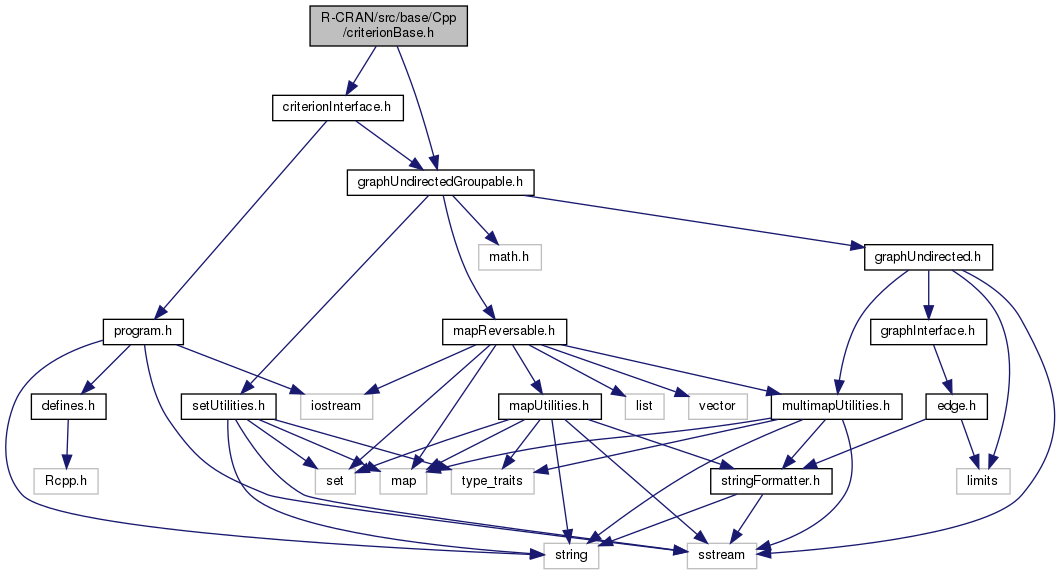 R-CRAN/src/base/Cpp
/criterionBase.h
criterionInterface.h
graphUndirectedGroupable.h
math.h
graphUndirected.h
program.h
mapReversable.h
graphInterface.h
defines.h
setUtilities.h
iostream
mapUtilities.h
list
vector
multimapUtilities.h
edge.h
Rcpp.h
set
map
type_traits
stringFormatter.h
limits
string
sstream